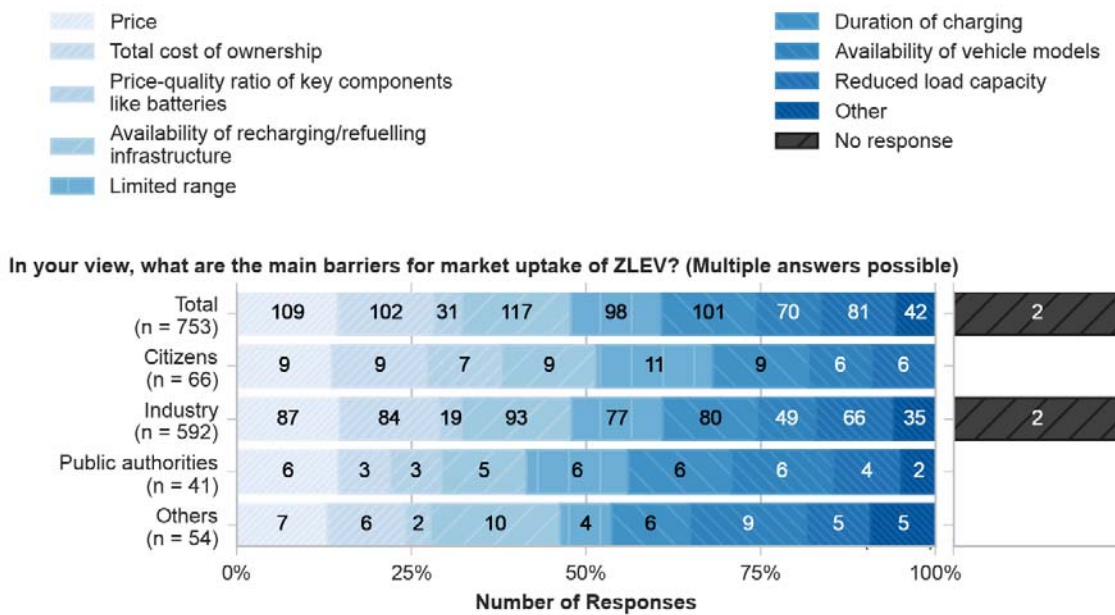 Price
Total cost of ownership
Price-quality ratio of key components
like batteries
Availability of recharging/refuelling
infrastructure
Limited range
Duration of charging
Availability of vehicle models
Reduced load capacity
Other
No response
In your view, what are the main barriers for market uptake of ZLEV? (Multiple answers possible)
Total
(n = 753)
109 102 31 117 98 101 70 81 42 2
Citizens
(n = 66)
9 9 7 9 11 9 6 6
Industry
(n = 592)
87 84 19 93 77 80 49 66 35 2
Public authorities
(n = 41)
6 3 3 5 6 6 6 4 2
Others
(n = 54)
7 6 2 10 4 6 9 5 5
0% 25% 50% 75% 100%
Number of Responses